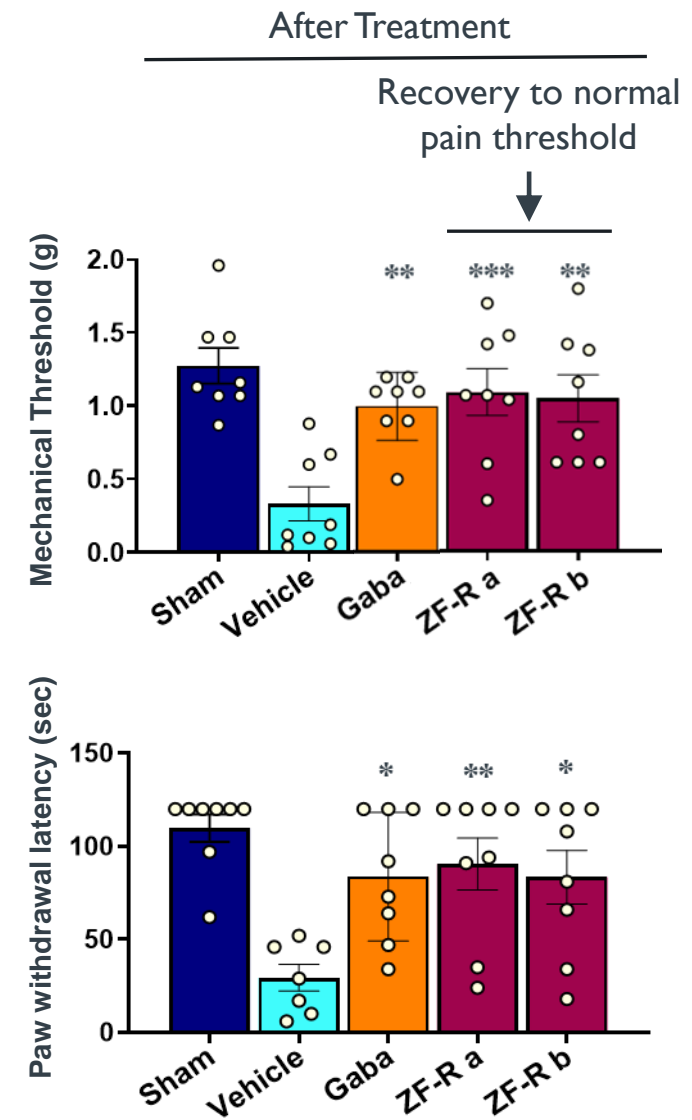 After Treatment
Recovery to normal
pain threshold
Mechanical Threshold (g)
2.0
1.5
1.0
0.5
0.0
** *** **
Sham Vehicle Gaba ZF-R a ZF-R b
Paw withdrawal latency (sec)
150
100
50
0
* ** *
Sham Vehicle Gaba ZF-R a ZF-R b